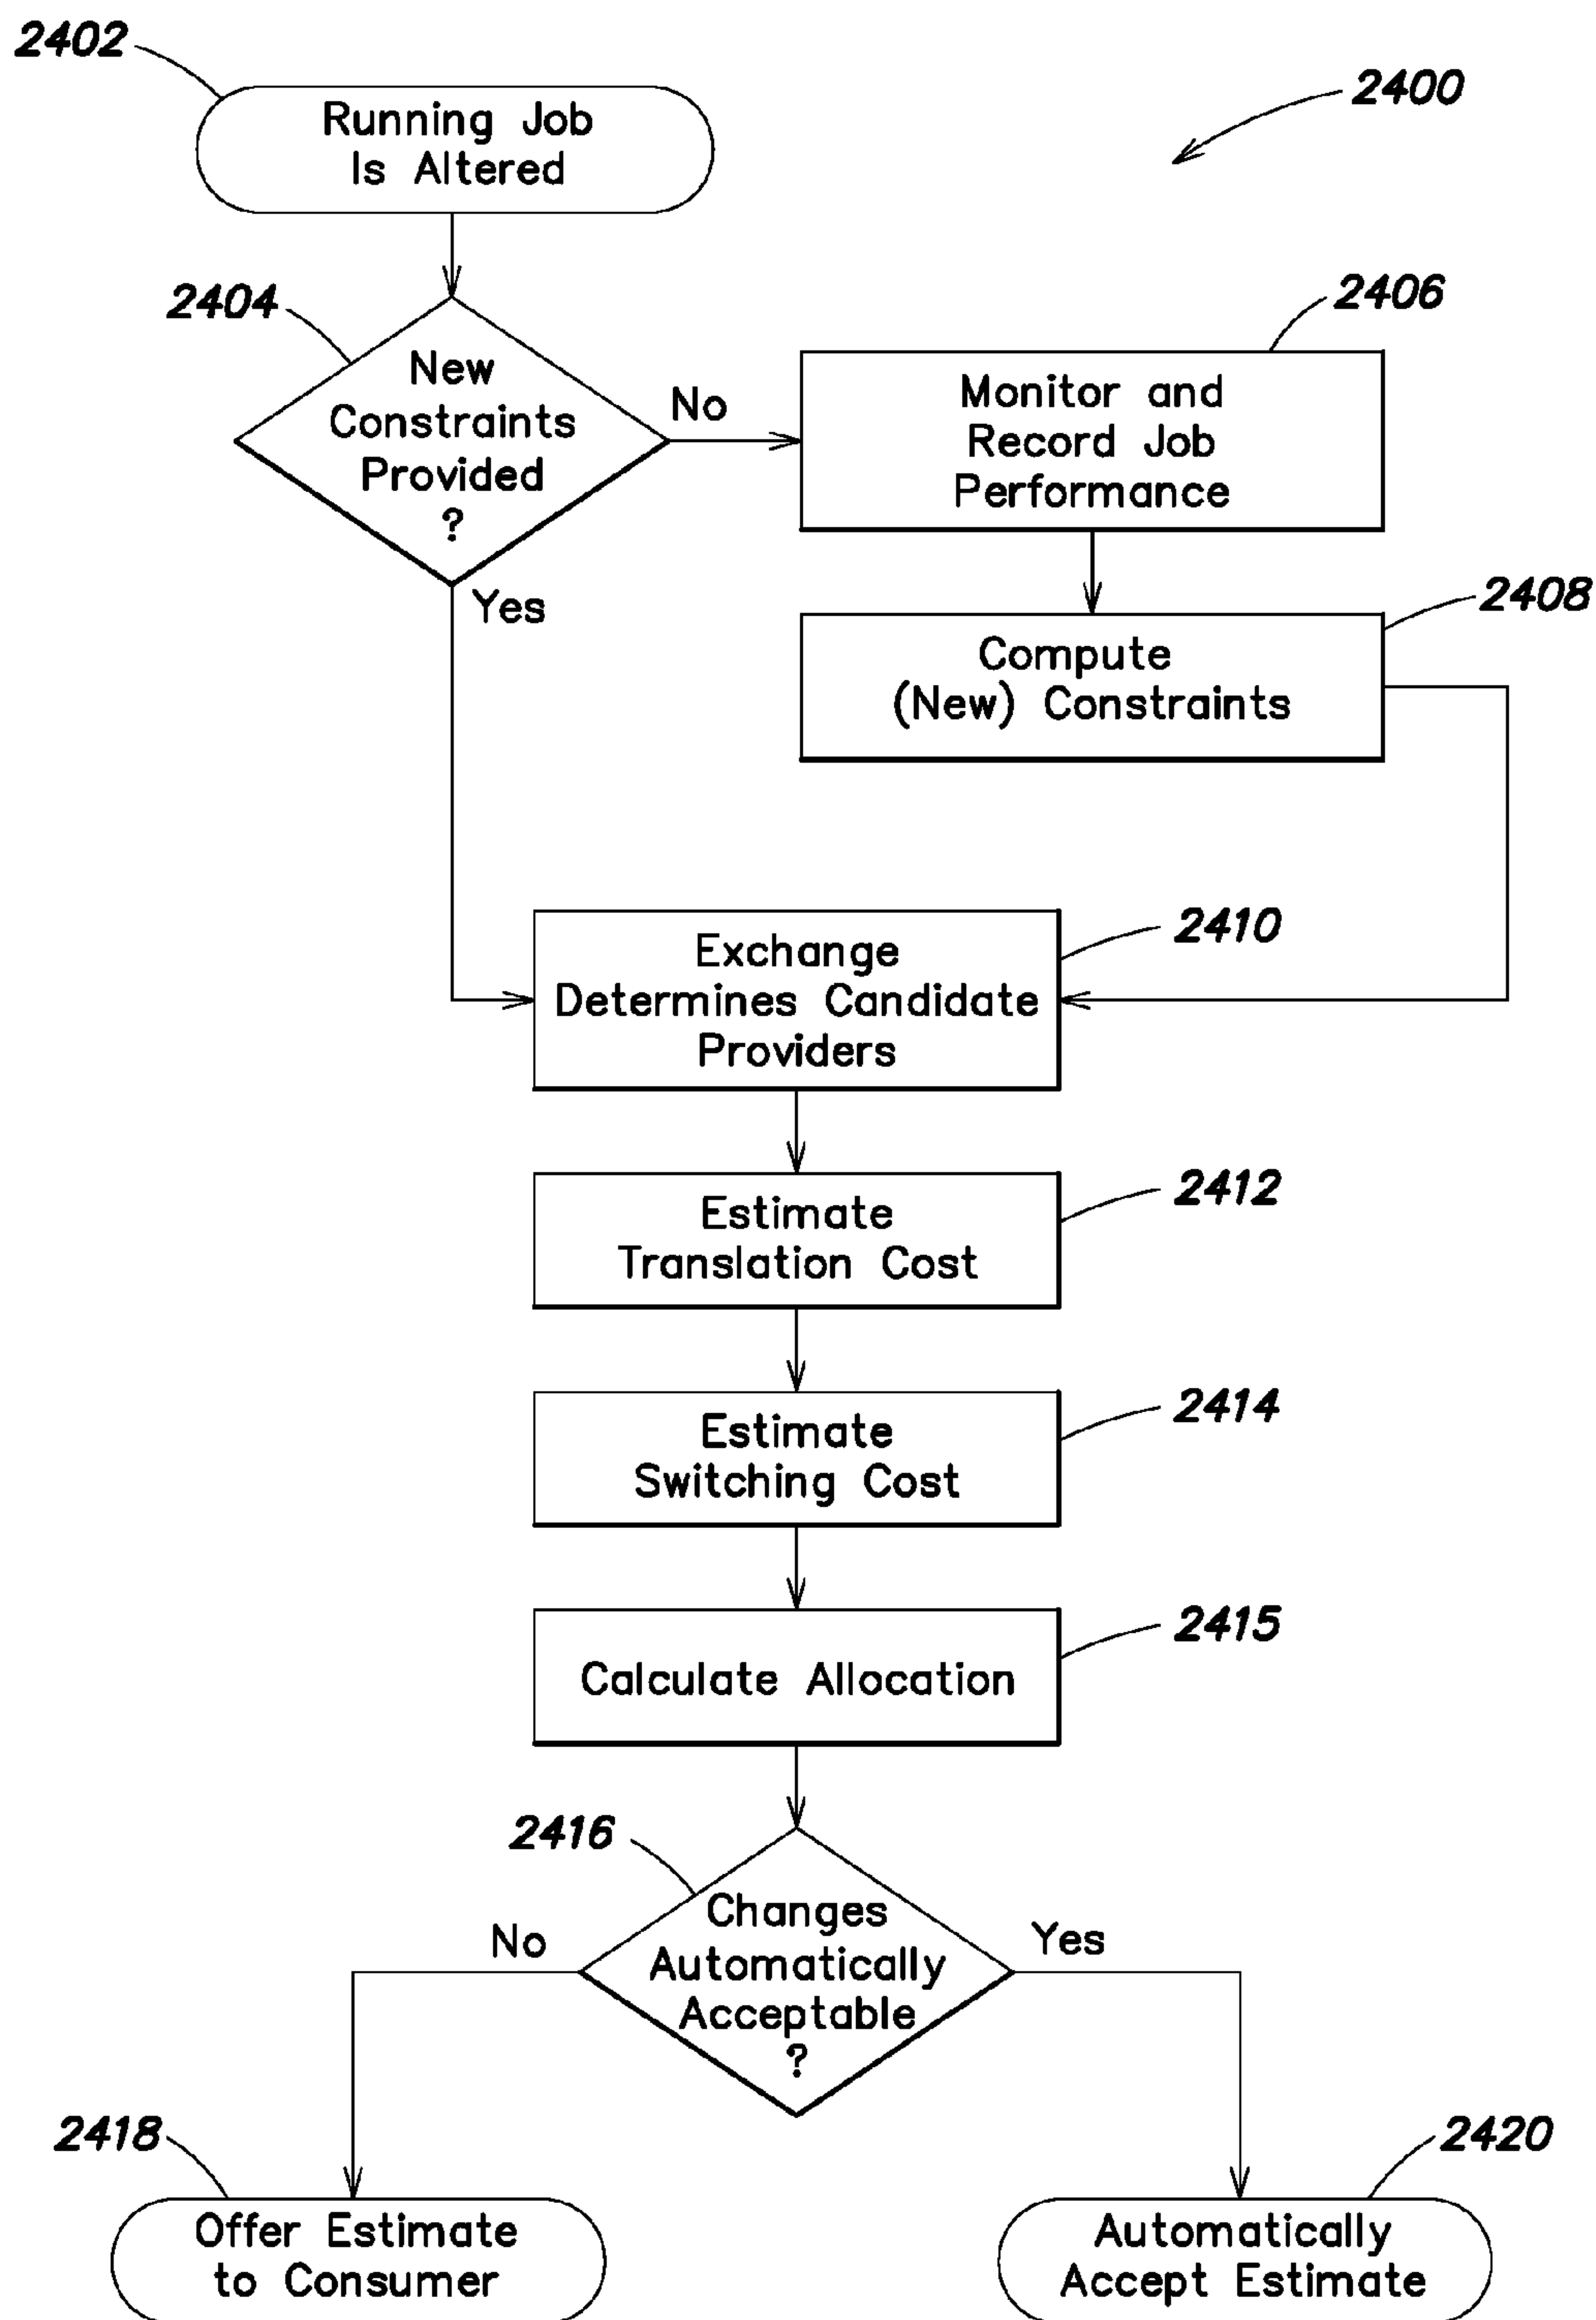 2402
Running Job
Is Altered
2400
2404
New
Constraints
Provided
?
No
Yes
2406
Monitor and
Record Job
Performance
2408
Compute
(New) Constraints
2410
Exchange
Determines Candidate
Providers
2412
Estimate
Translation Cost
2414
Estimate
Switching Cost
2415
Calculate Allocation
2416
Changes
Automatically
Acceptable
?
No
Yes
2418
Offer Estimate
to Consumer
2420
Automatically
Accept Estimate